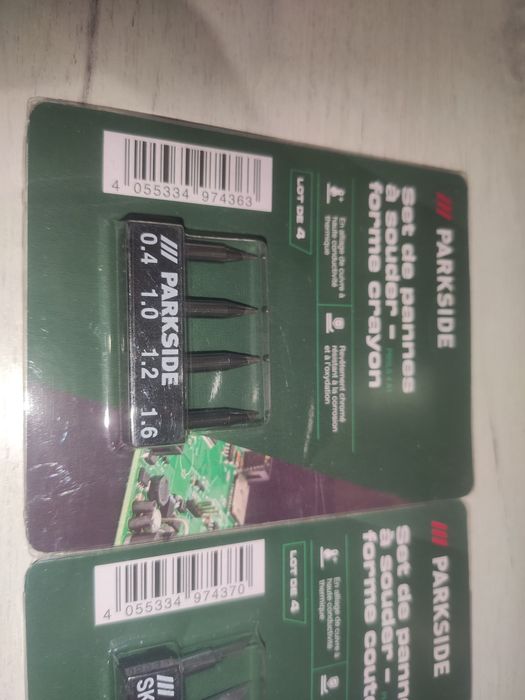 PARKSIDE
Set de pannes
à souder -
forme crayon
En alliage de cuivre à
haute conductivité
thermique
Revêtement chromé
résistant à la corrosion
et à l'oxydation
LOT DE 4
4 055334 974363
PARKSIDE
0.4 1.0 1.2 1.6
PARKSIDE
Set de
à souder -
forme
En alliage de cuivre à
haute conductivité
thermique
LOT DE 4
4 055334 974370
SK